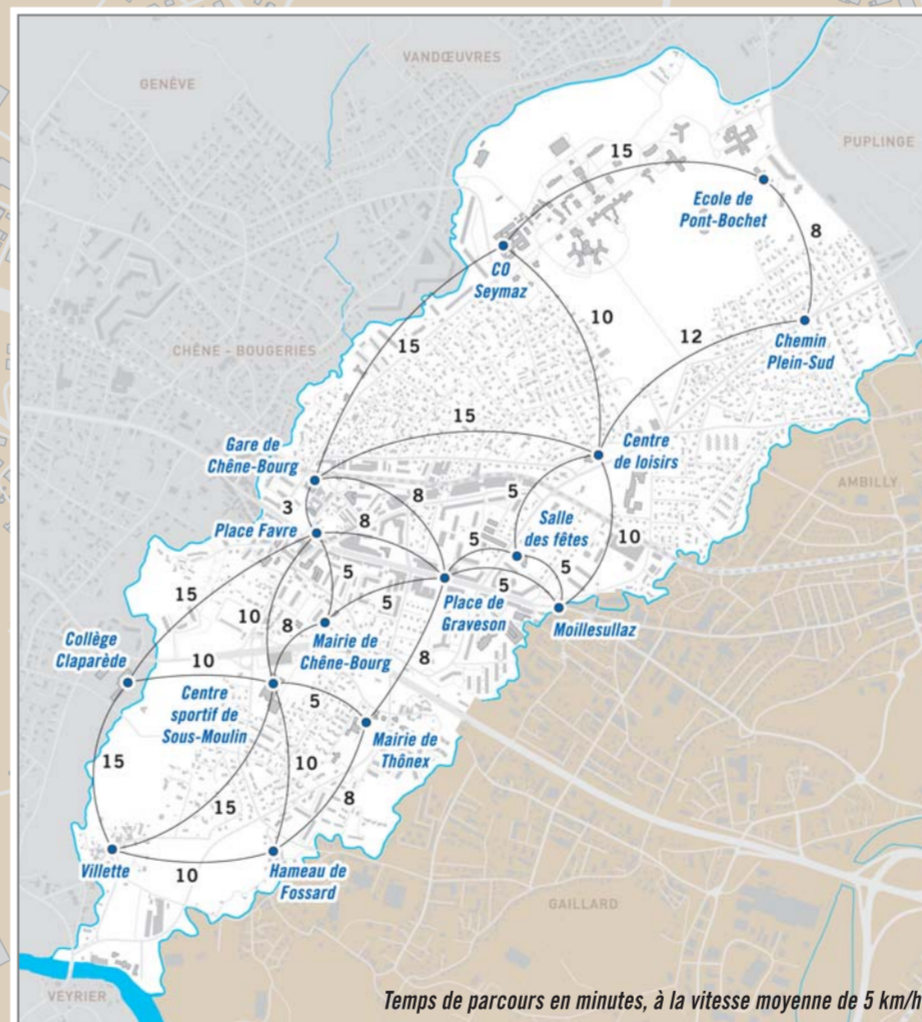 VANDŒUVRES
GENÈVE
PUPLINGE
15
Ecole de
Pont-Bochet
8
CO
Seymaz
10
12
Chemin
Plein-Sud
15
CHÊNE - BOUGERIES
15
Gare de
Chêne-Bourg
Centre
de loisirs
AMBILLY
8
5
3
8
Salle
des fêtes
Place Favre
5
10
5
5
5
5
Place de
Graveson
Moillesullaz
15
10
8
Mairie de
Chêne-Bourg
8
Collège
Claparède
10
Centre
sportif de
Sous-Moulin
5
Mairie de
Thônex
15
10
15
8
Villette
10
Hameau de
Fossard
GAILLARD
VEYRIER
Temps de parcours en minutes, à la vitesse moyenne de 5 km/h